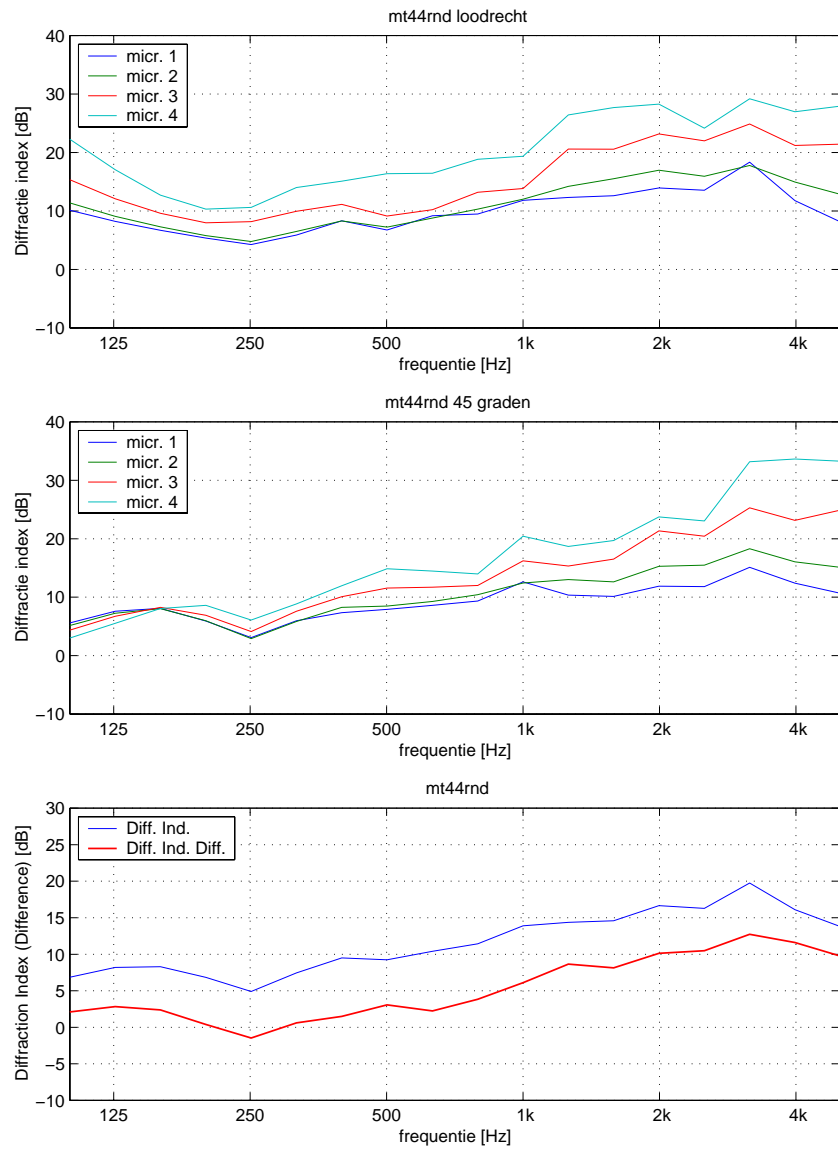 mt44rnd loodrecht
Diffractie index [dB]
40
30
20
10
0
−10
micr. 1
micr. 2
micr. 3
micr. 4
125 250 500 1k 2k 4k
frequentie [Hz]
mt44rnd 45 graden
Diffractie index [dB]
40
30
20
10
0
−10
micr. 1
micr. 2
micr. 3
micr. 4
125 250 500 1k 2k 4k
frequentie [Hz]
mt44rnd
Diffraction Index (Difference) [dB]
30
25
20
15
10
5
0
−5
−10
Diff. Ind.
Diff. Ind. Diff.
125 250 500 1k 2k 4k
frequentie [Hz]